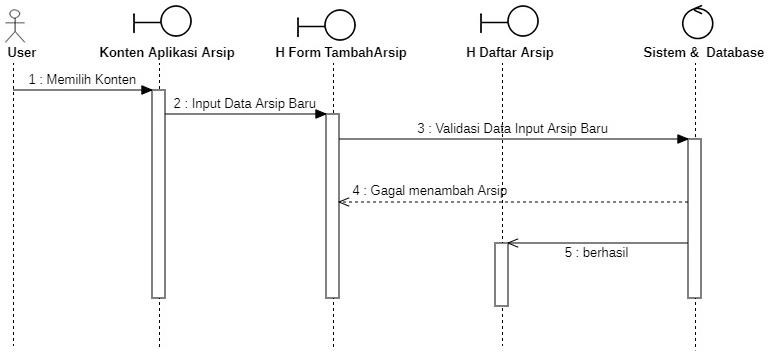 User
Konten Aplikasi Arsip
H Form TambahArsip
H Daftar Arsip
Sistem & Database
1 : Memilih Konten
2 : Input Data Arsip Baru
3 : Validasi Data Input Arsip Baru
4 : Gagal menambah Arsip
5 : berhasil